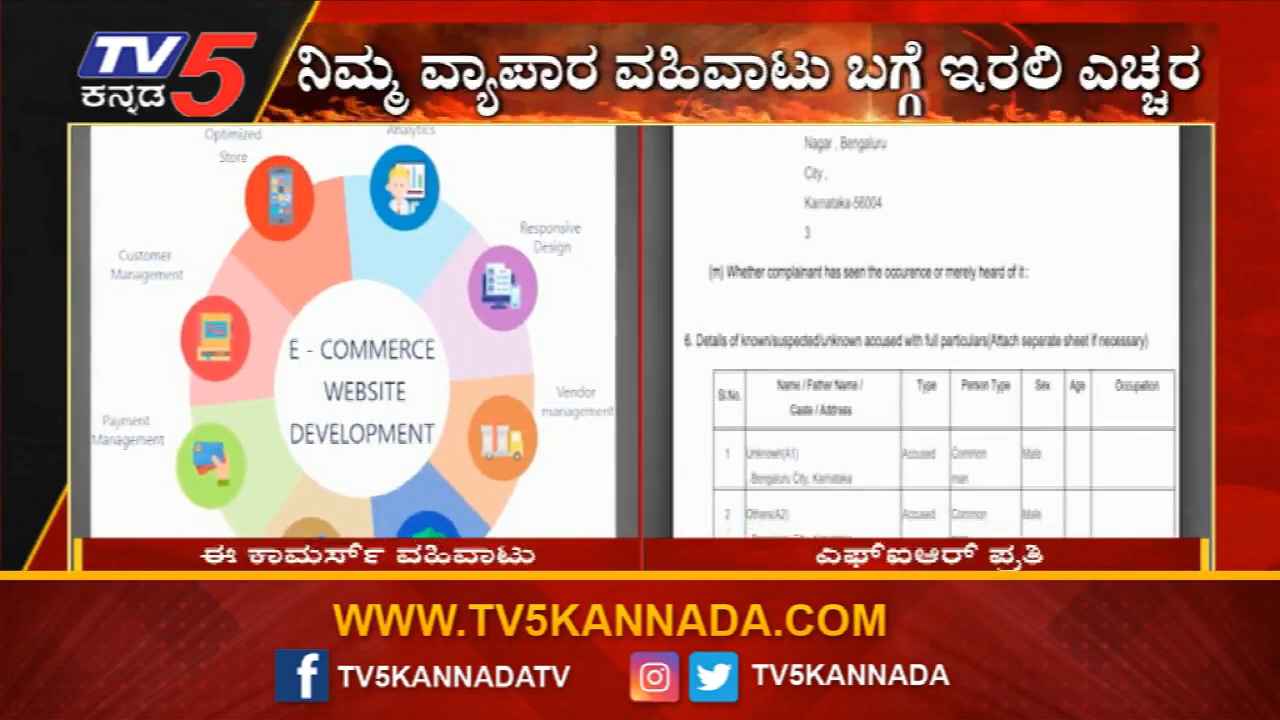 TV5
ಕನ್ನಡ
ನಿಮ್ಮ ವ್ಯಾಪಾರ ವಹಿವಾಟು ಬಗ್ಗೆ ಇರಲಿ ಎಚ್ಚರ
Optimized
Store
Analytics
Responsive
Design
Customer
Management
E - COMMERCE
WEBSITE
DEVELOPMENT
Vendor
management
Payment
Management
Nagar , Bengaluru
City ,
Karnataka-56004
3
(m) Whether complainant has seen the occurence or merely heard of it :
6. Details of known/suspected/unknown accused with full particulars(Attach separate sheet if necessary)
Sl.No. Name / Father Name / Caste / Address Type Person Type Sex Age Occupation
1 Unknown(A1) Accused Common Male
, Bengaluru City, Karnataka man
2 Others(A2) Accused Common Male
ಈ ಕಾಮರ್ಸ್ ವಹಿವಾಟು
ಎಫ್ಐಆರ್ ಪ್ರತಿ
WWW.TV5KANNADA.COM
TV5KANNADATV
TV5KANNADA